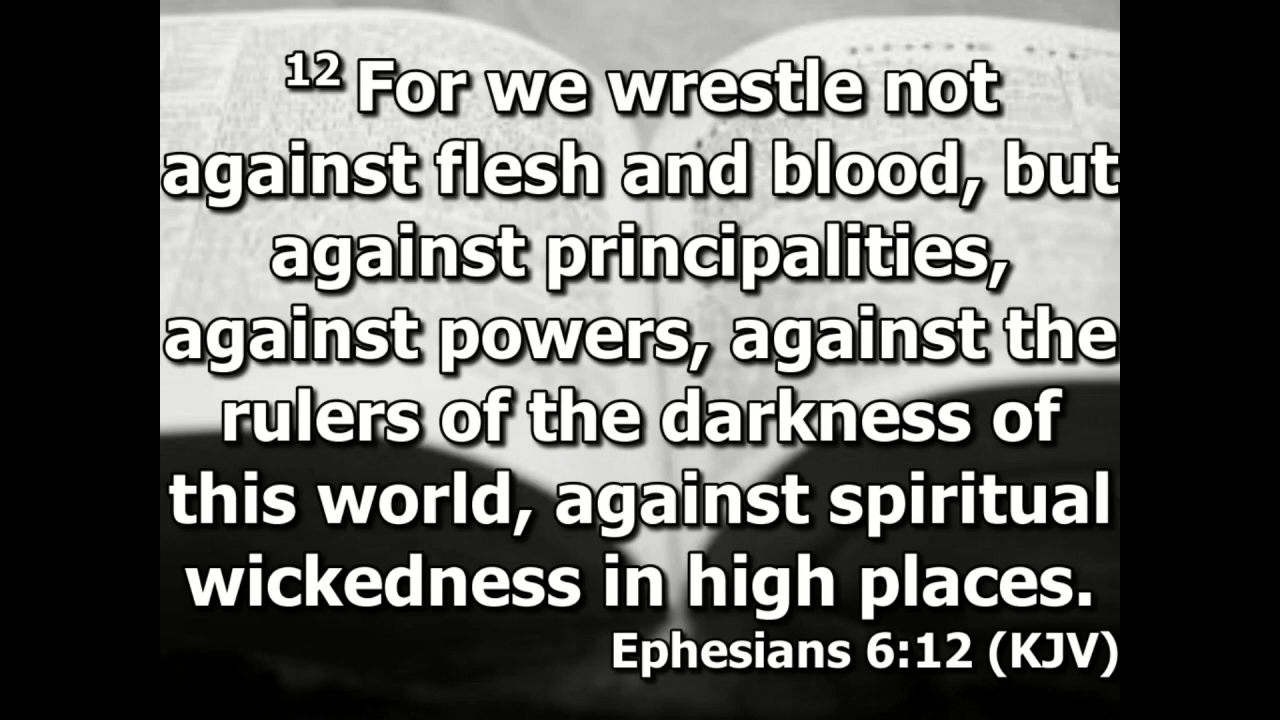 12 For we wrestle not
against flesh and blood, but
against principalities,
against powers, against the
rulers of the darkness of
this world, against spiritual
wickedness in high places.
Ephesians 6:12 (KJV)